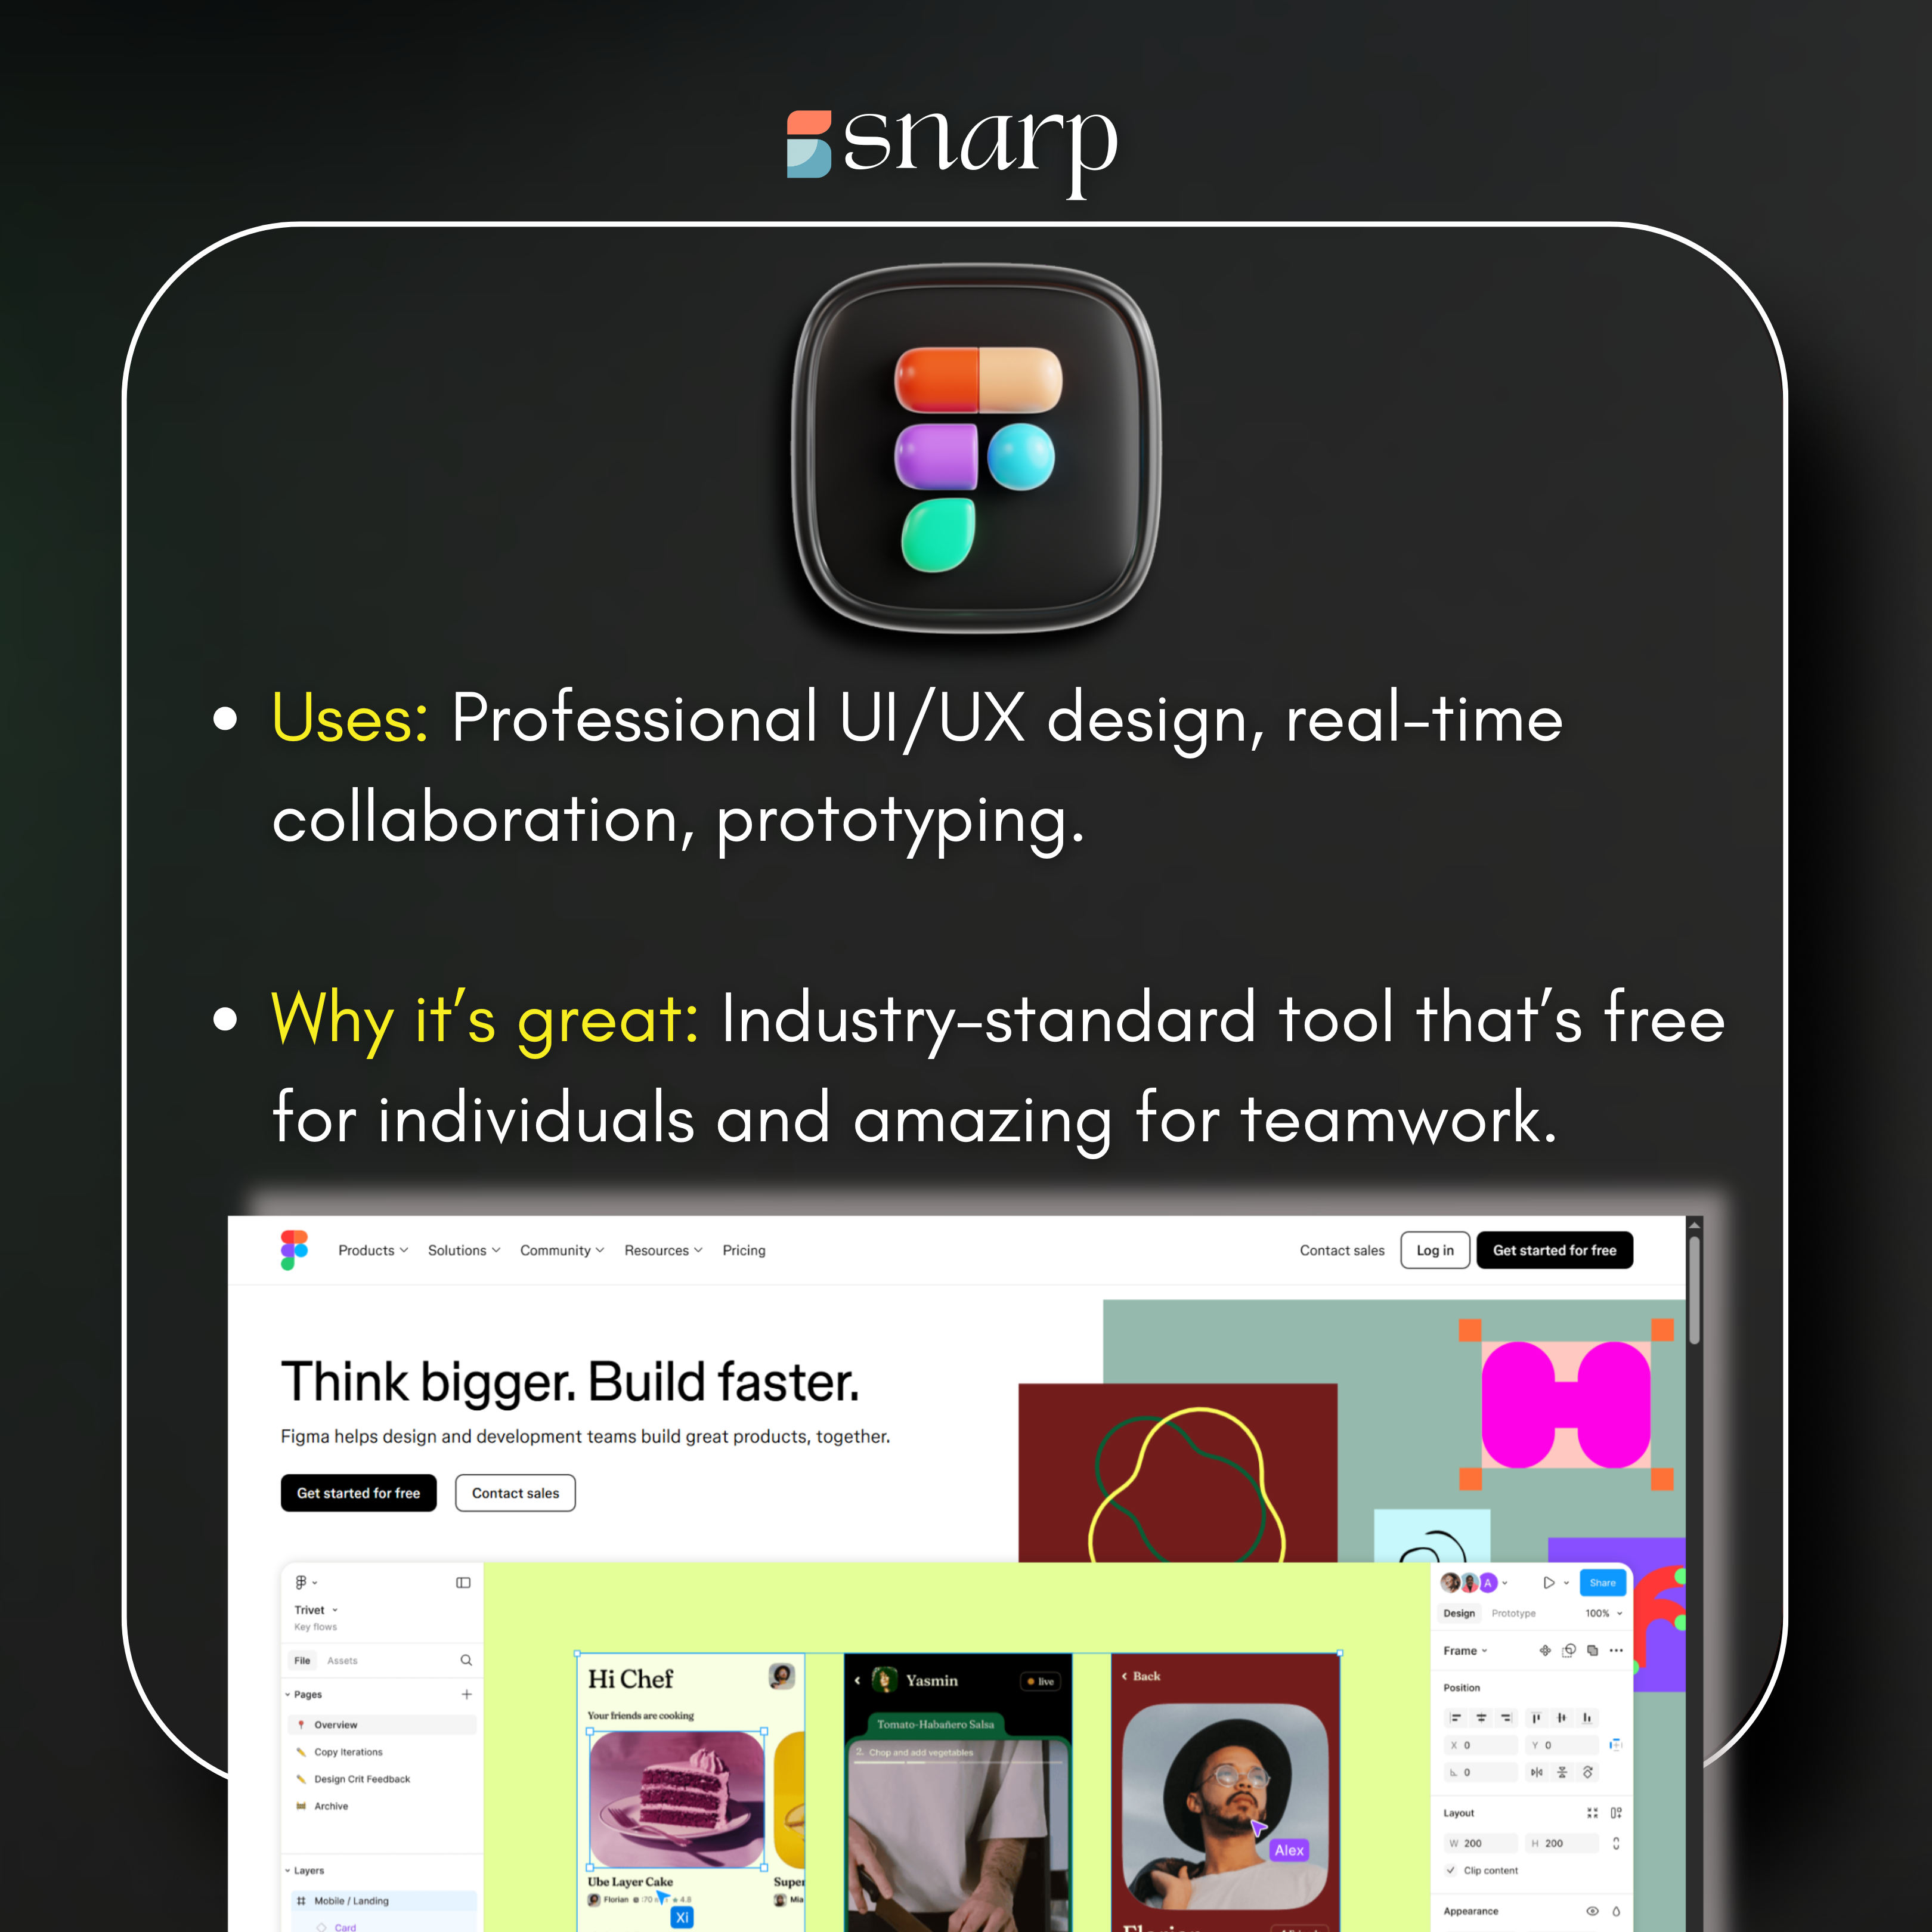 snarp
• Uses: Professional UI/UX design, real-time
collaboration, prototyping.
• Why it's great: Industry-standard tool that's free
for individuals and amazing for teamwork.
Products Solutions Community Resources Pricing Contact sales Log in Get started for free
Think bigger. Build faster.
Figma helps design and development teams build great products, together.
Get started for free Contact sales
Trivet
Key flows
File Assets
Pages
Overview
Copy Iterations
Design Crit Feedback
Archive
Layers
Mobile / Landing
Card
Hi Chef
Your friends are cooking
Ube Layer Cake
Florian
4.8
Xi
Super
Mia
Yasmin
live
Tomato-Habañero Salsa
2. Chop and add vegetables
Back
Alex
A
Share
Design Prototype 100%
Frame
Position
X 0 Y 0
0
Layout
W 200 H 200
Clip content
Appearance